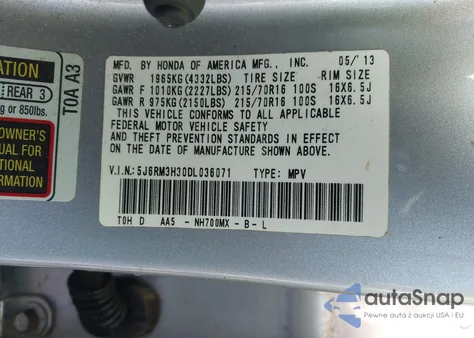 ATION
REAR 3
g or 850lbs.
OWNER'S
NUAL FOR
TIONAL
ORMATION
T0A A3
MFD. BY HONDA OF AMERICA MFG., INC. 05/13
GVWR 1965KG(4332LBS) TIRE SIZE RIM SIZE
GAWR F 1010KG(2227LBS) 215/70R16 100S 16X6.5J
GAWR R 975KG(2150LBS) 215/70R16 100S 16X6.5J
THIS VEHICLE CONFORMS TO ALL APPLICABLE
FEDERAL MOTOR VEHICLE SAFETY
AND THEFT PREVENTION STANDARDS IN EFFECT
ON THE DATE OF MANUFACTURE SHOWN ABOVE.
V.I.N.:5J6RM3H30DL036071 TYPE: MPV
T0H D AA5 - NH700MX - B - L
autoSnap
Pewne auto z aukcji USA i EU